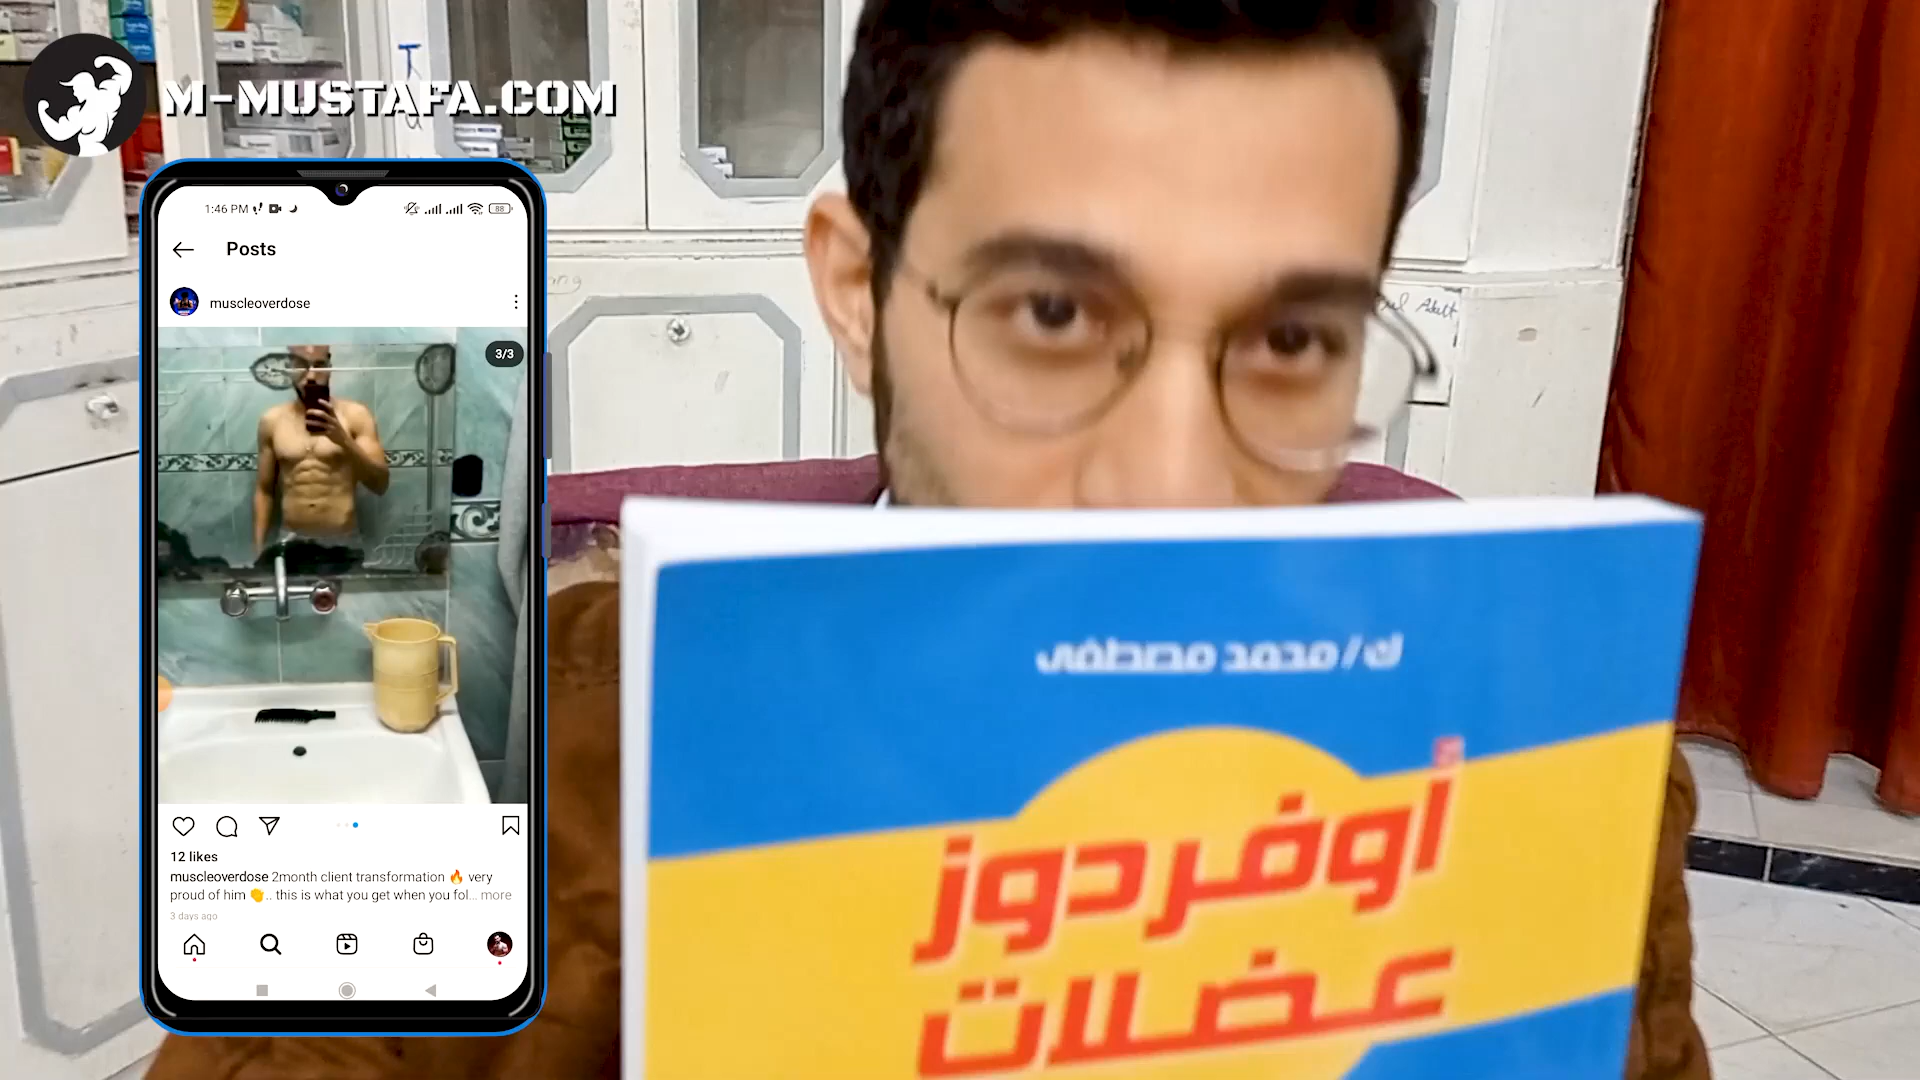 M-MUSTAFA.COM
1:46 PM
88
Posts
muscleoverdose
3/3
12 likes
muscleoverdose 2month client transformation 🔥 very
proud of him 👏.. this is what you get when you fol... more
3 days ago
ك / محمد مصطفى
أوفردوز
عضلات